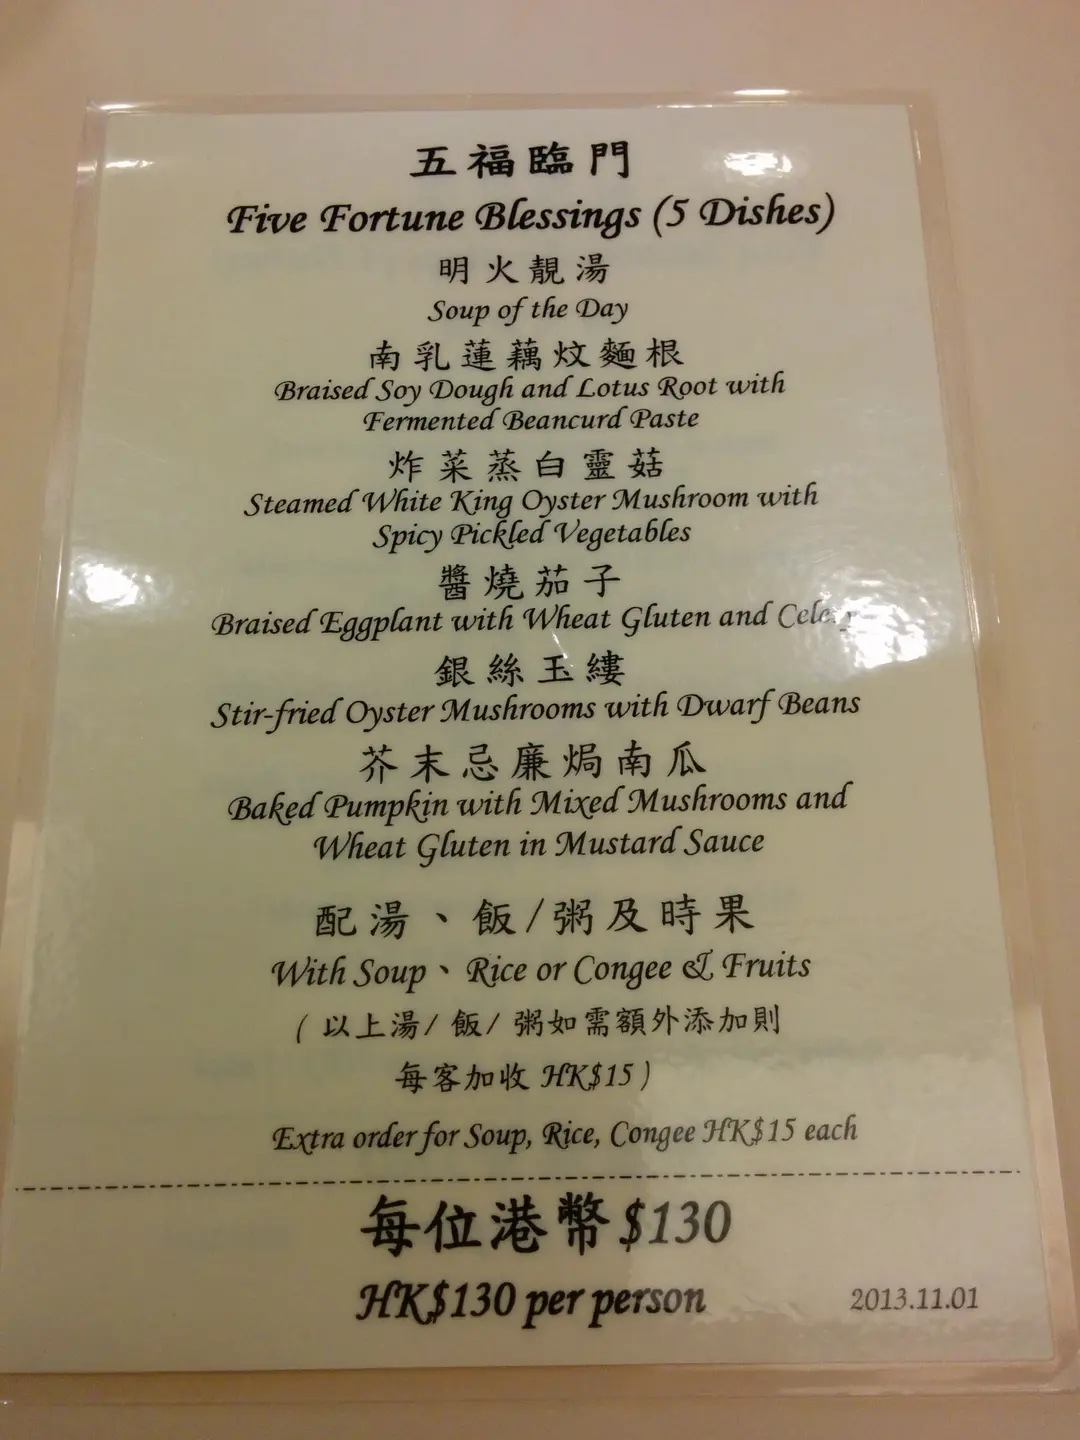 五福臨門
Five Fortune Blessings (5 Dishes)
明火靚湯
Soup of the Day
南乳蓮藕炆麵根
Braised Soy Dough and Lotus Root with
Fermented Beancurd Paste
炸菜蒸白靈菇
Steamed White King Oyster Mushroom with
Spicy Pickled Vegetables
醬燒茄子
Braised Eggplant with Wheat Gluten and Celery
銀絲玉縷
Stir-fried Oyster Mushrooms with Dwarf Beans
芥末忌廉焗南瓜
Baked Pumpkin with Mixed Mushrooms and
Wheat Gluten in Mustard Sauce
配湯、飯/粥及時果
With Soup、Rice or Congee & Fruits
( 以上湯/ 飯/ 粥如需額外添加則
每客加收 HK$15 )
Extra order for Soup, Rice, Congee HK$15 each
每位港幣$130
HK$130 per person
2013.11.01